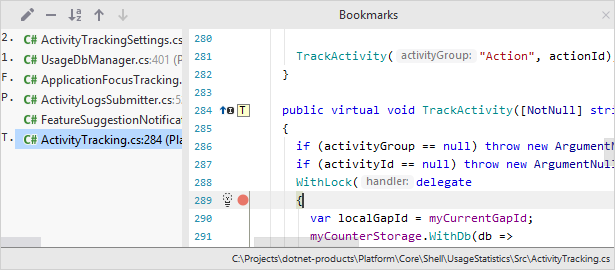 Bookmarks
2. C# ActivityTrackingSettings.cs
1. C# UsageDbManager.cs:401 (P
F. C# ApplicationFocusTracking.
P. C# ActivityLogsSubmitter.cs:5
C# FeatureSuggestionNotificat
T. C# ActivityTracking.cs:284 (Pla
280
281 TrackActivity( activityGroup: "Action", actionId);
282 }
283
284 T public virtual void TrackActivity([NotNull] stri
285 {
286 if (activityGroup == null) throw new ArgumentN
287 if (activityId == null) throw new ArgumentNull
288 WithLock( handler: delegate
289 {
290 var localGapId = myCurrentGapId;
291 myCounterStorage.WithDb(db =>
C:\Projects\dotnet-products\Platform\Core\Shell\UsageStatistics\Src\ActivityTracking.cs